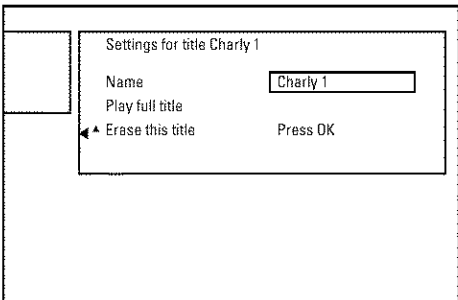 Settings for title Charly 1
Name Charly 1
Play full title
Erase this title Press OK